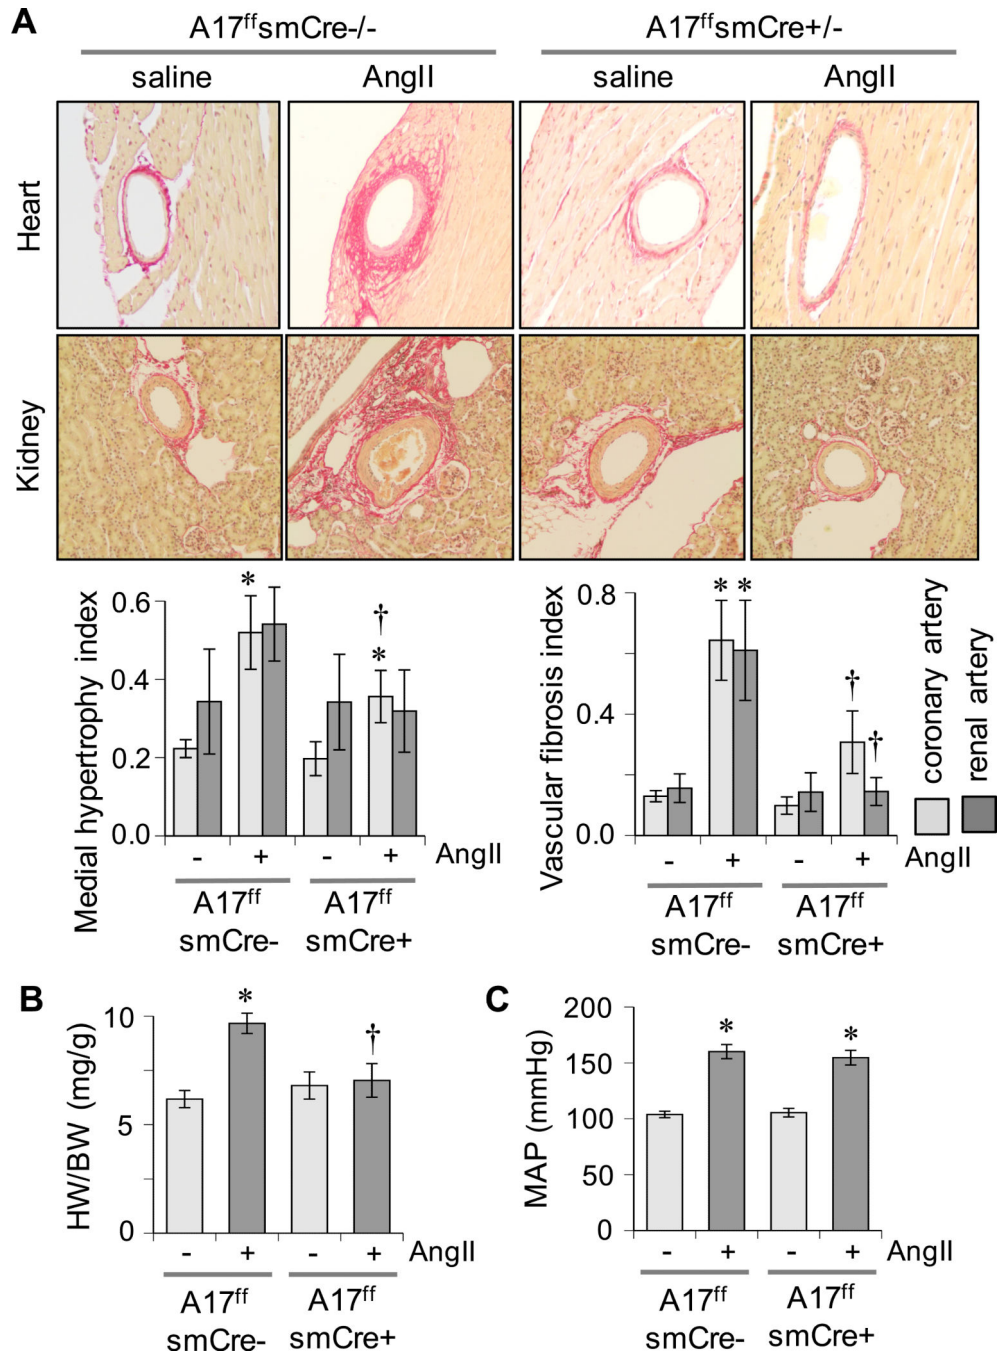 A
A17ffsmCre-/-
A17ffsmCre+/-
saline
AngII
saline
AngII
Heart
Kidney
Medial hypertrophy index
0.6
0.4
0.2
0.0
*
†
*
-
+
-
+
AngII
A17ff
smCre-
A17ff
smCre+
Vascular fibrosis index
0.8
0.4
0.0
*
*
†
†
-
+
-
+
AngII
A17ff
smCre-
A17ff
smCre+
coronary artery
renal artery
B
HW/BW (mg/g)
10
5
0
*
†
-
+
-
+
AngII
A17ff
smCre-
A17ff
smCre+
C
MAP (mmHg)
200
150
100
50
0
*
*
-
+
-
+
AngII
A17ff
smCre-
A17ff
smCre+